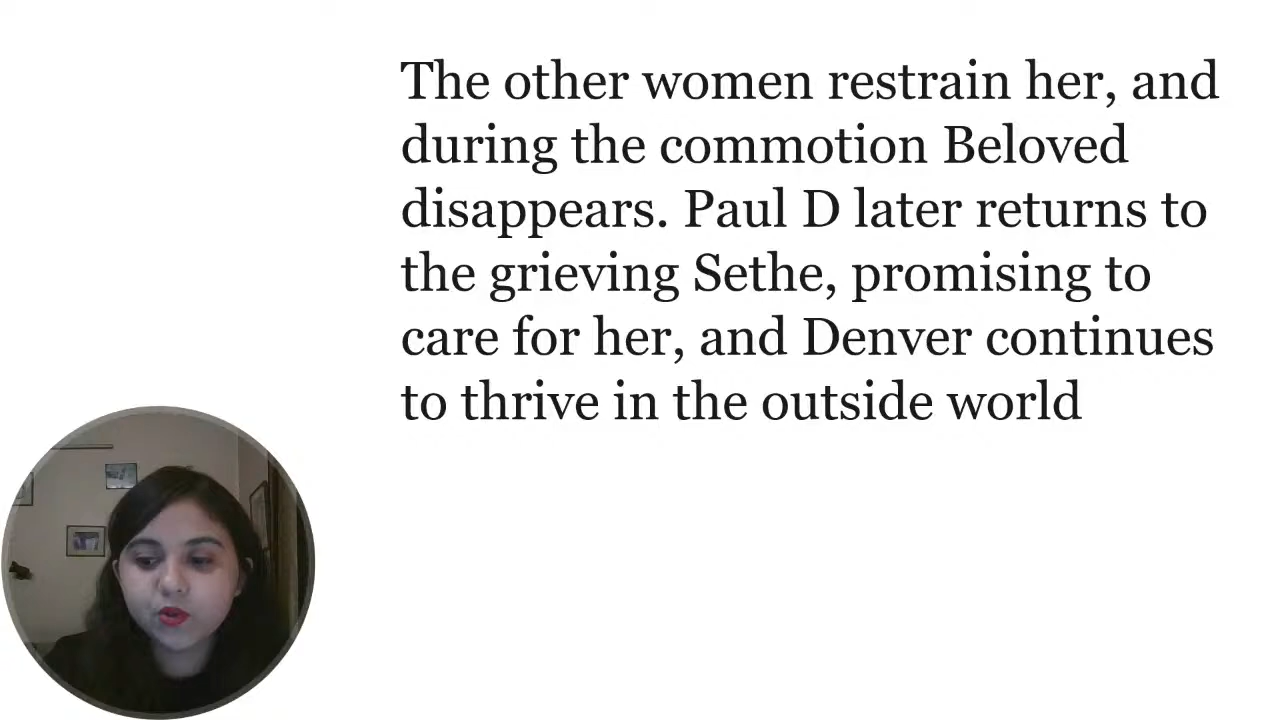 The other women restrain her, and
during the commotion Beloved
disappears. Paul D later returns to
the grieving Sethe, promising to
care for her, and Denver continues
to thrive in the outside world